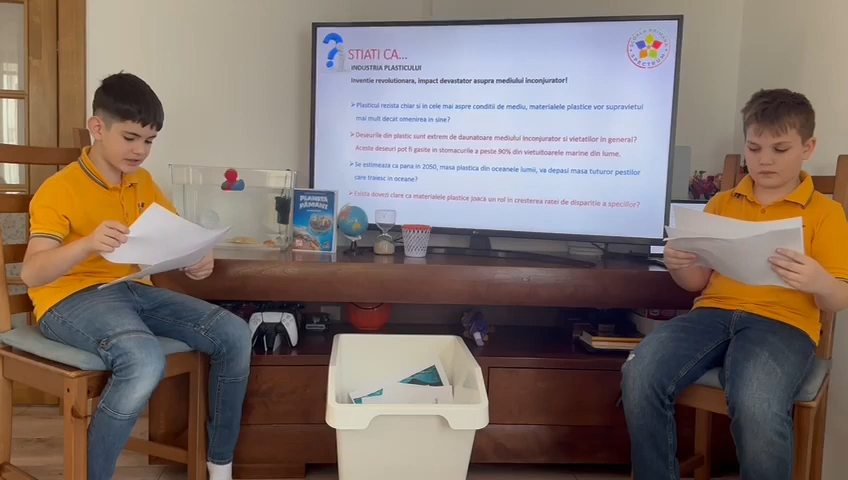 STIATI CA...
INDUSTRIA PLASTICULUI
Inventie revolutionara, impact devastator asupra mediului inconjurator!
Plasticul rezista chiar si in cele mai aspre conditii de mediu, materialele plastice vor supravietui
mai mult decat omenirea in sine?
Deseurile din plastic sunt extrem de daunatoare mediului inconjurator si vietatilor in general?
Aceste deseuri pot fi gasite in stomacurile a peste 90% din vietuitoarele marine din lume.
Se estimeaza ca pana in 2050, masa plastica din oceanele lumii, va depasi masa tuturor pestilor
care traiesc in oceane?
Exista dovezi clare ca materialele plastice joaca un rol in cresterea ratei de disparitie a speciilor?
SPECTRUM
PLANETA
PĂMÂNT